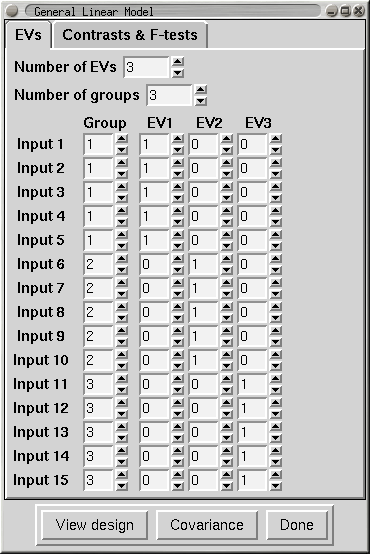 General Linear Model
EVs Contrasts & F-tests
Number of EVs 3
Number of groups 3
Group EV1 EV2 EV3
Input 1 1 1 0 0
Input 2 1 1 0 0
Input 3 1 1 0 0
Input 4 1 1 0 0
Input 5 1 1 0 0
Input 6 2 0 1 0
Input 7 2 0 1 0
Input 8 2 0 1 0
Input 9 2 0 1 0
Input 10 2 0 1 0
Input 11 3 0 0 1
Input 12 3 0 0 1
Input 13 3 0 0 1
Input 14 3 0 0 1
Input 15 3 0 0 1
View design Covariance Done